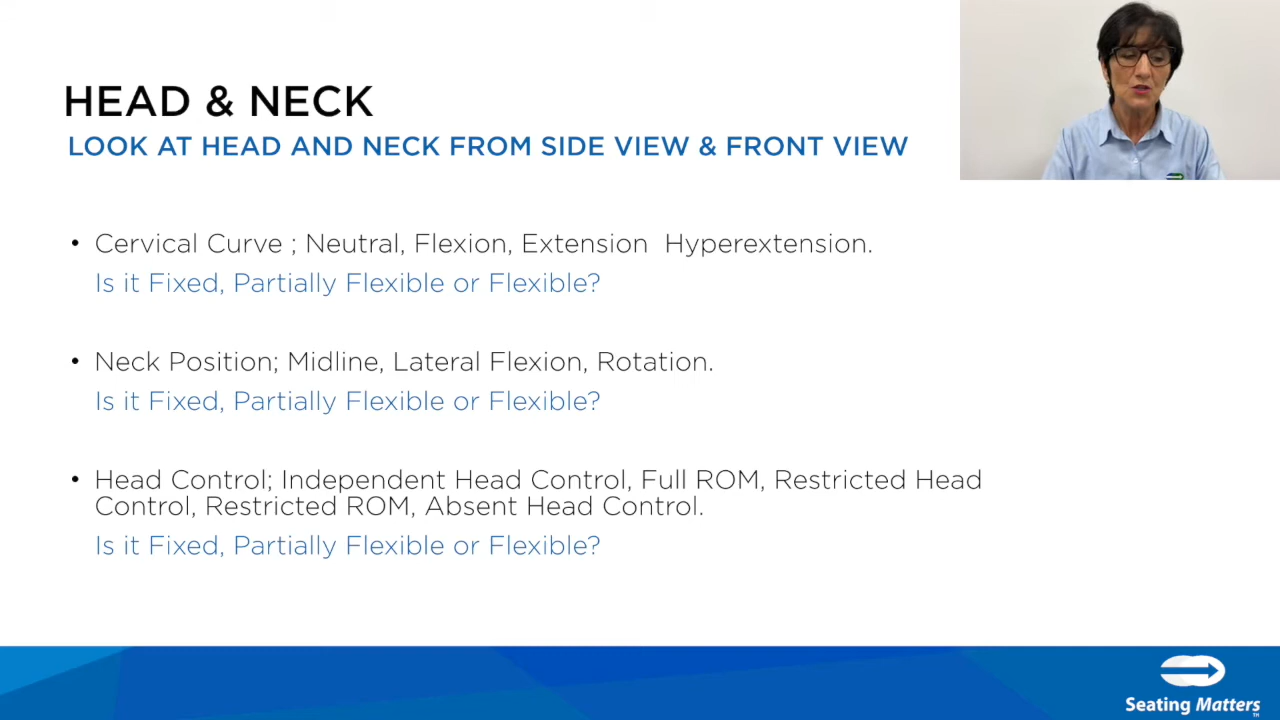 HEAD & NECK
LOOK AT HEAD AND NECK FROM SIDE VIEW & FRONT VIEW
• Cervical Curve ; Neutral, Flexion, Extension  Hyperextension.
Is it Fixed, Partially Flexible or Flexible?
• Neck Position; Midline, Lateral Flexion, Rotation.
Is it Fixed, Partially Flexible or Flexible?
• Head Control; Independent Head Control, Full ROM, Restricted Head
Control, Restricted ROM, Absent Head Control.
Is it Fixed, Partially Flexible or Flexible?
Seating Matters
TM